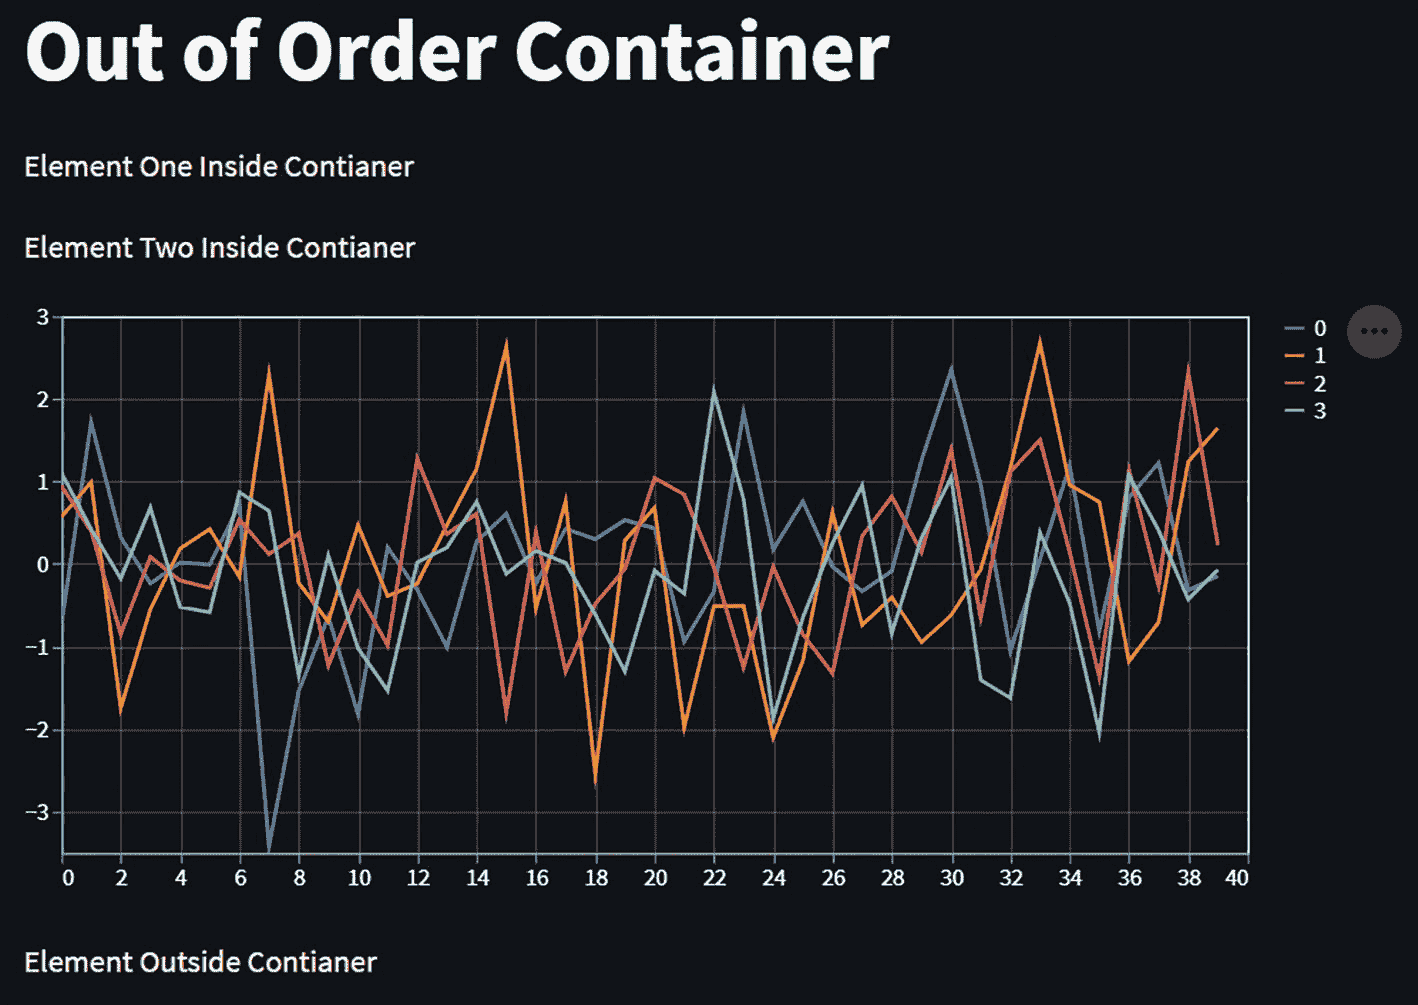 Out of Order Container
Element One Inside Contianer
Element Two Inside Contianer
3
2
1
0
−1
−2
−3
0 2 4 6 8 10 12 14 16 18 20 22 24 26 28 30 32 34 36 38 40
0
1
2
3
Element Outside Contianer